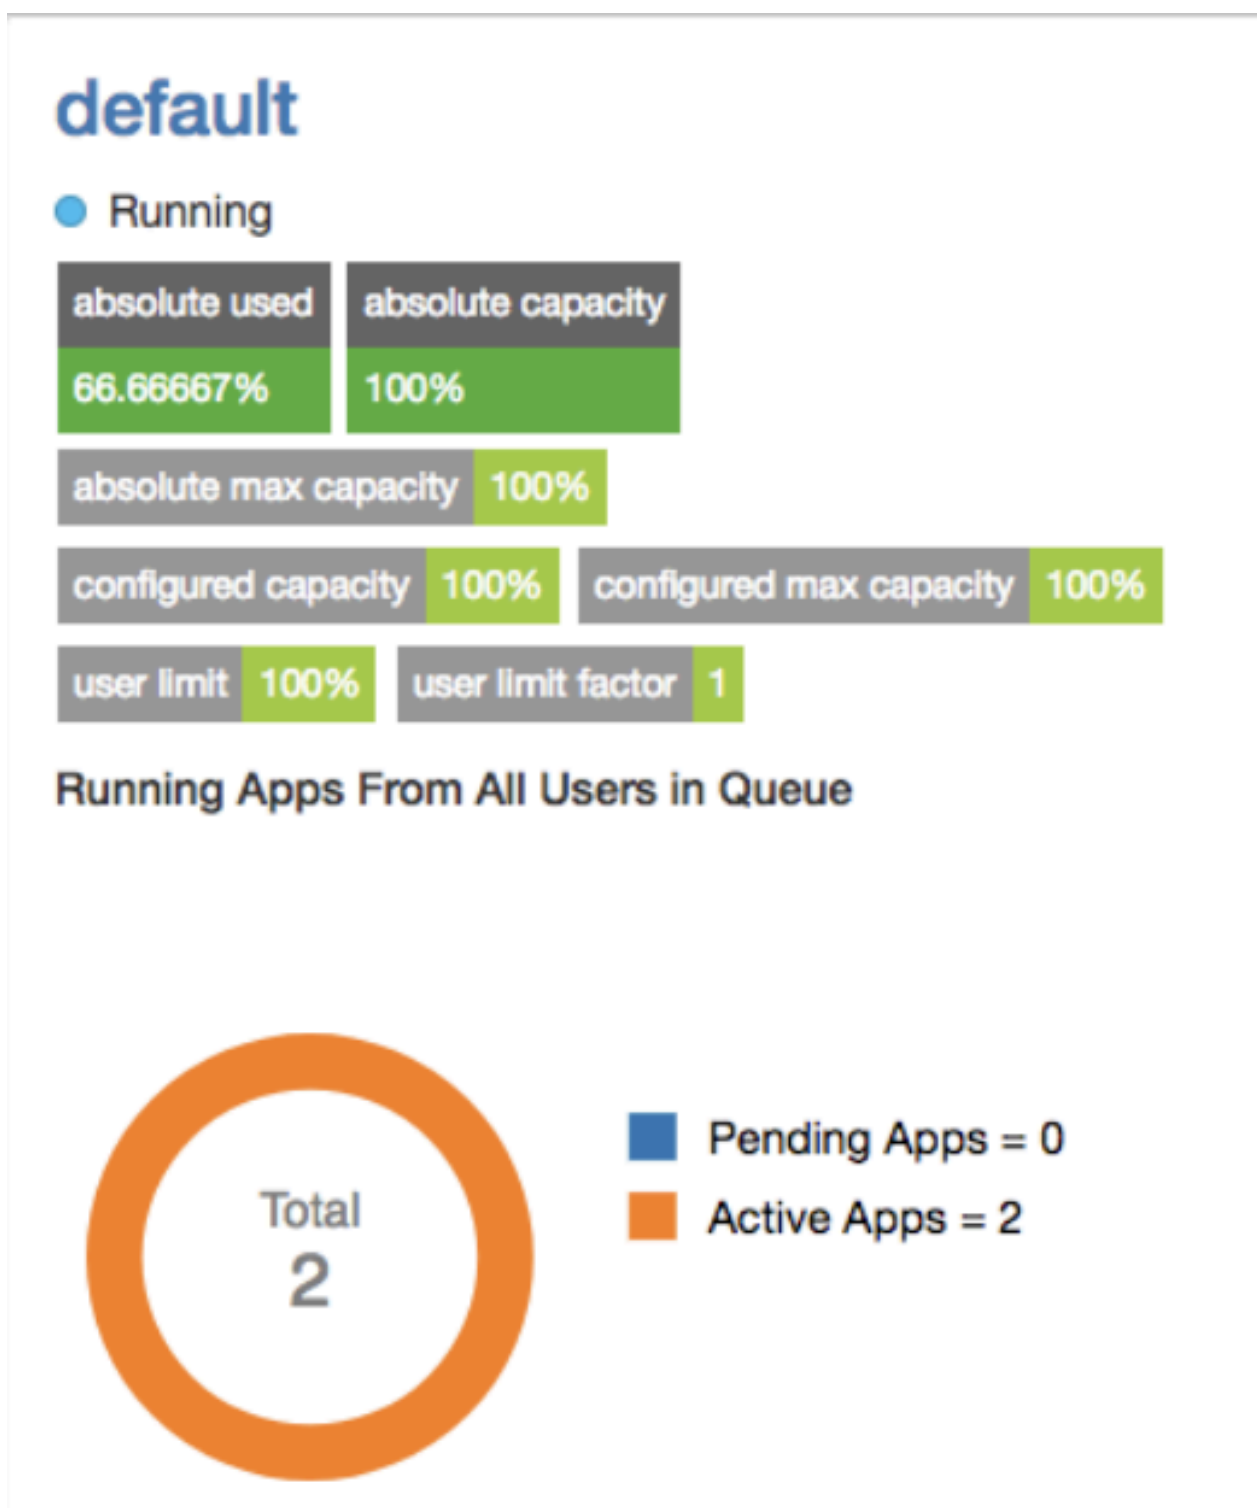 default
Running
absolute used absolute capacity
66.66667% 100%
absolute max capacity 100%
configured capacity 100% configured max capacity 100%
user limit 100% user limit factor 1
Running Apps From All Users in Queue
Total
2
Pending Apps = 0
Active Apps = 2